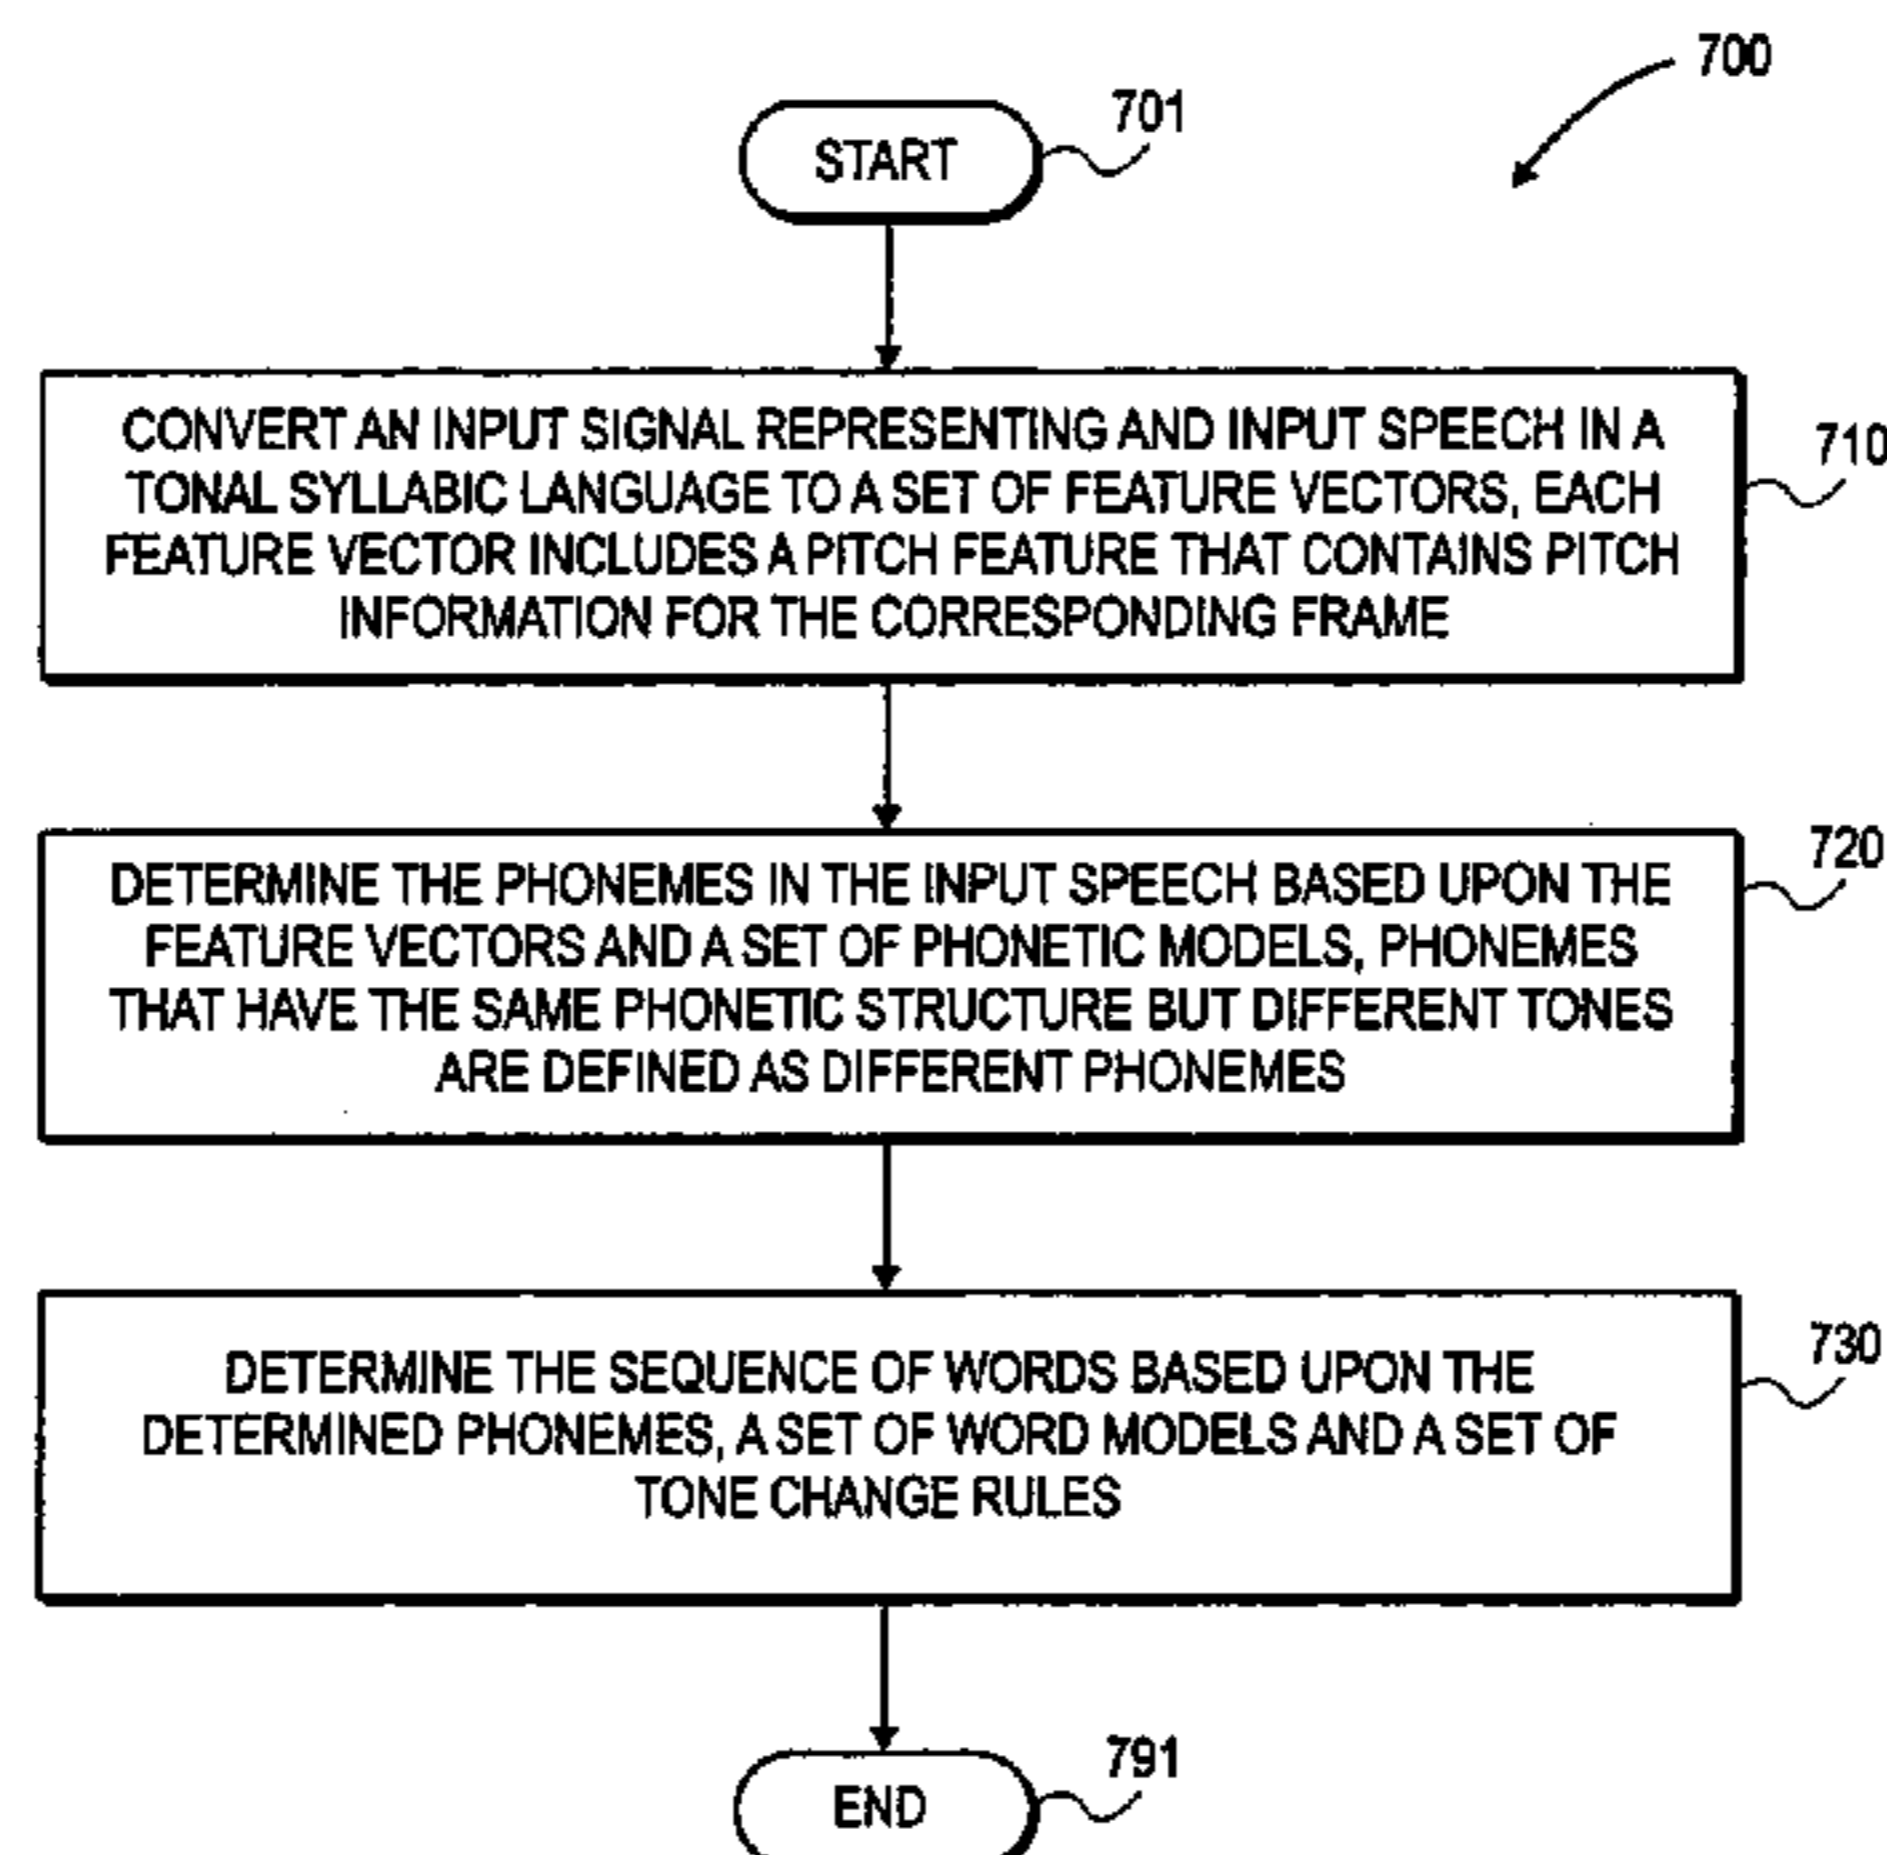 700
START
701
CONVERT AN INPUT SIGNAL REPRESENTING AND INPUT SPEECH IN A
TONAL SYLLABIC LANGUAGE TO A SET OF FEATURE VECTORS, EACH
FEATURE VECTOR INCLUDES A PITCH FEATURE THAT CONTAINS PITCH
INFORMATION FOR THE CORRESPONDING FRAME
710
DETERMINE THE PHONEMES IN THE INPUT SPEECH BASED UPON THE
FEATURE VECTORS AND A SET OF PHONETIC MODELS, PHONEMES
THAT HAVE THE SAME PHONETIC STRUCTURE BUT DIFFERENT TONES
ARE DEFINED AS DIFFERENT PHONEMES
720
DETERMINE THE SEQUENCE OF WORDS BASED UPON THE
DETERMINED PHONEMES, A SET OF WORD MODELS AND A SET OF
TONE CHANGE RULES
730
END
791